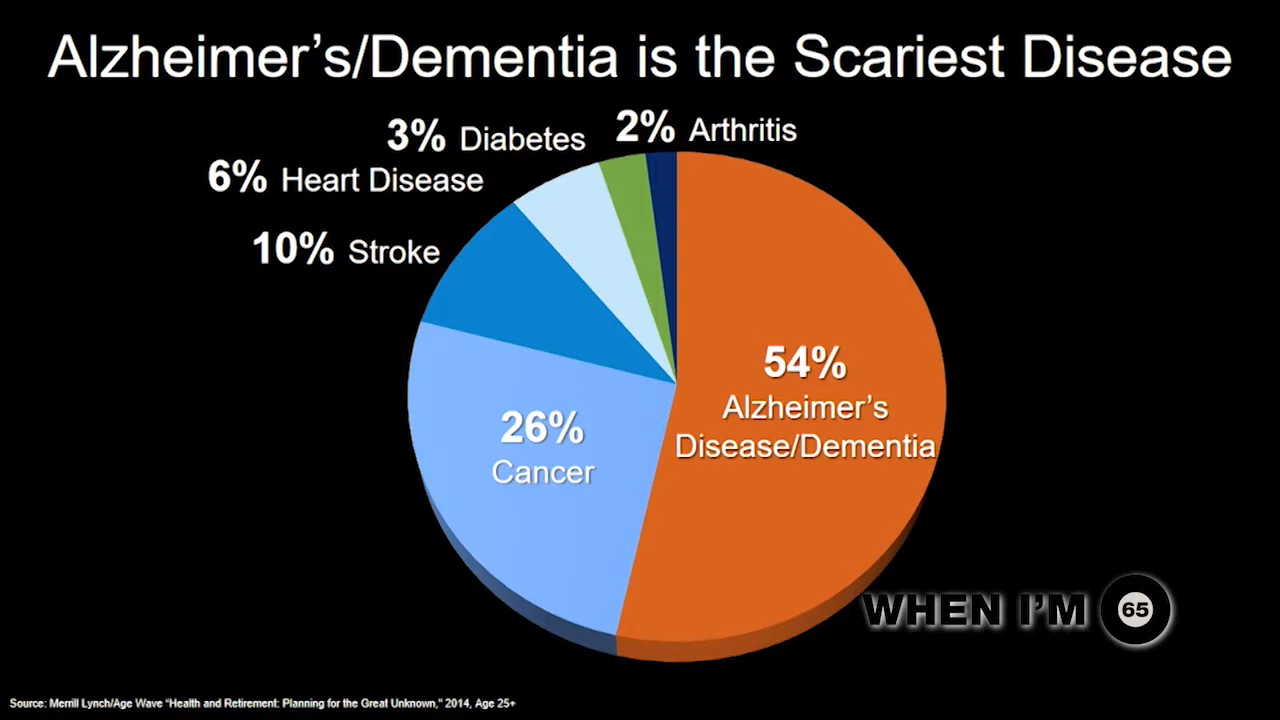 Alzheimer's/Dementia is the Scariest Disease
3% Diabetes
2% Arthritis
6% Heart Disease
10% Stroke
54%
Alzheimer's
Disease/Dementia
26%
Cancer
WHEN I'M 65
Source: Merrill Lynch/Age Wave "Health and Retirement: Planning for the Great Unknown," 2014, Age 25+